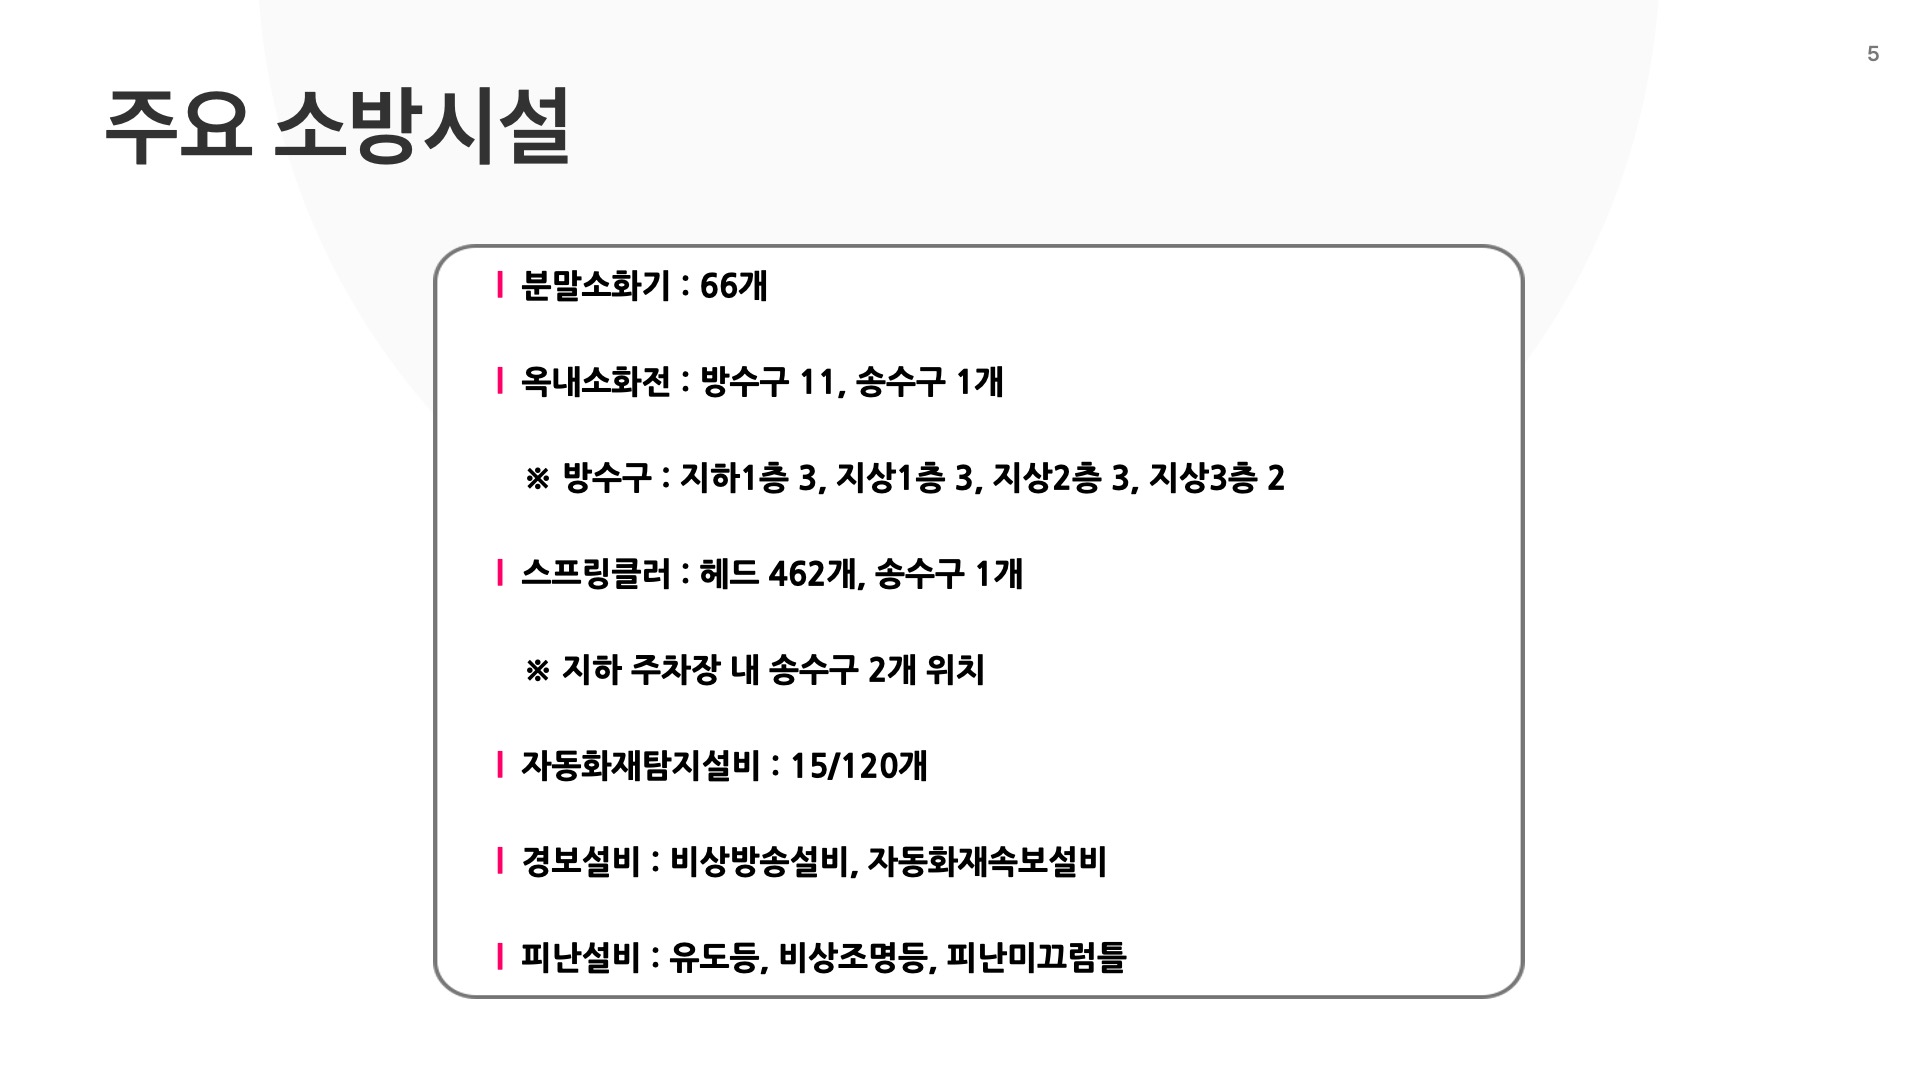 5
주요 소방시설
| 분말소화기 : 66개
| 옥내소화전 : 방수구 11, 송수구 1개
※ 방수구 : 지하1층 3, 지상1층 3, 지상2층 3, 지상3층 2
| 스프링클러 : 헤드 462개, 송수구 1개
※ 지하 주차장 내 송수구 2개 위치
| 자동화재탐지설비 : 15/120개
| 경보설비 : 비상방송설비, 자동화재속보설비
| 피난설비 : 유도등, 비상조명등, 피난미끄럼틀